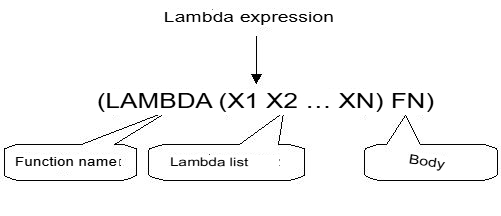 Lambda expression
(LAMBDA (X1 X2 … XN) FN)
Function name:
Lambda list :
Body